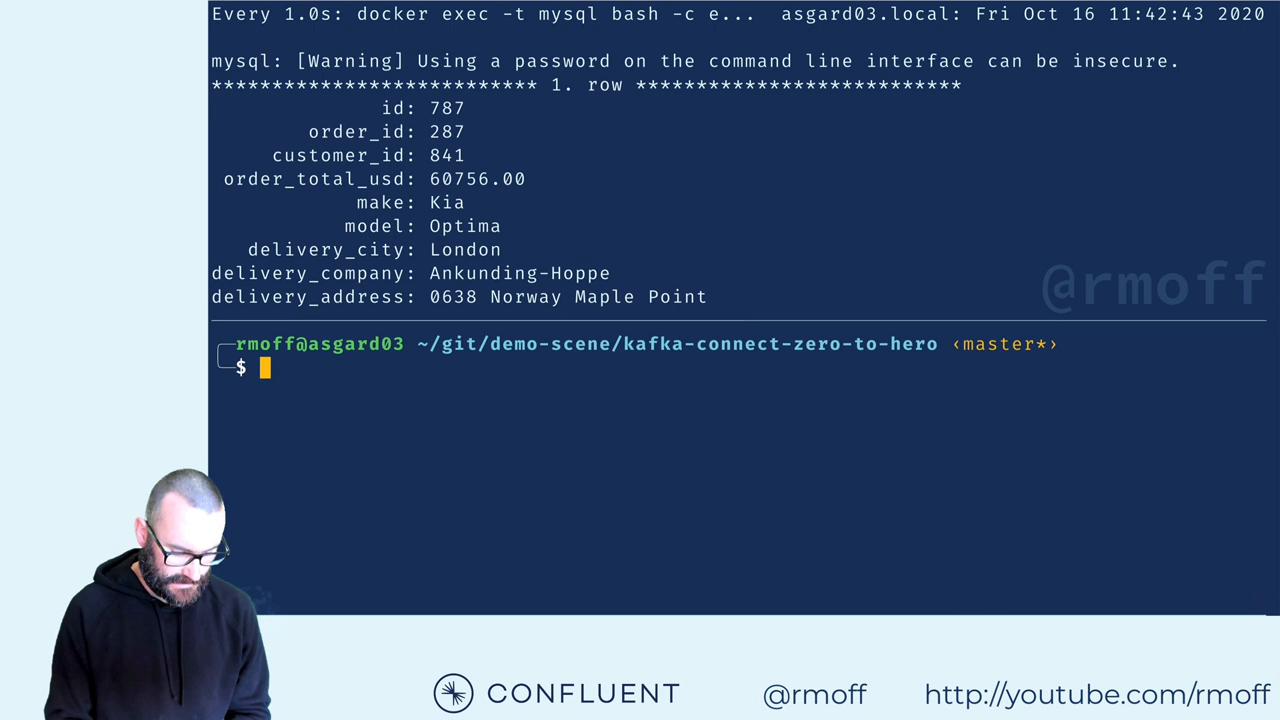 Every 1.0s: docker exec -t mysql bash -c e... asgard03.local: Fri Oct 16 11:42:43 2020
mysql: [Warning] Using a password on the command line interface can be insecure.
*************************** 1. row ***************************
id: 787
order_id: 287
customer_id: 841
order_total_usd: 60756.00
make: Kia
model: Optima
delivery_city: London
delivery_company: Ankunding-Hoppe
delivery_address: 0638 Norway Maple Point
@rmoff
rmoff@asgard03 ~/git/demo-scene/kafka-connect-zero-to-hero ‹master*›
$
CONFLUENT @rmoff http://youtube.com/rmoff